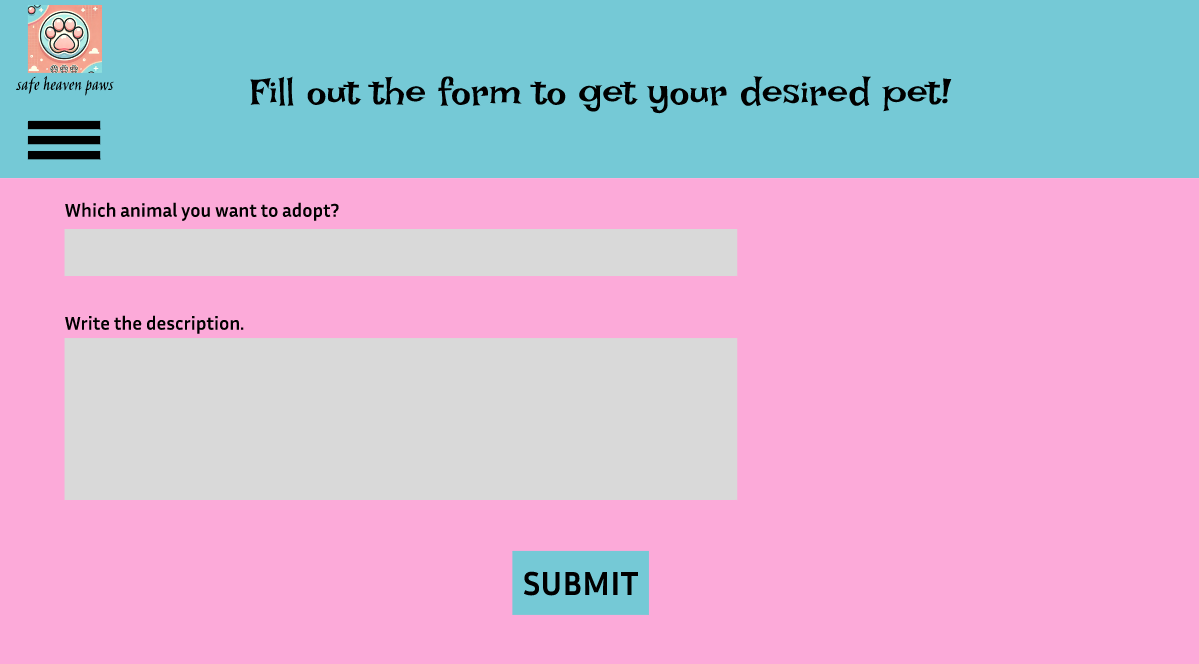 safe heaven paws
Fill out the form to get your desired pet!
Which animal you want to adopt?
Write the description.
SUBMIT